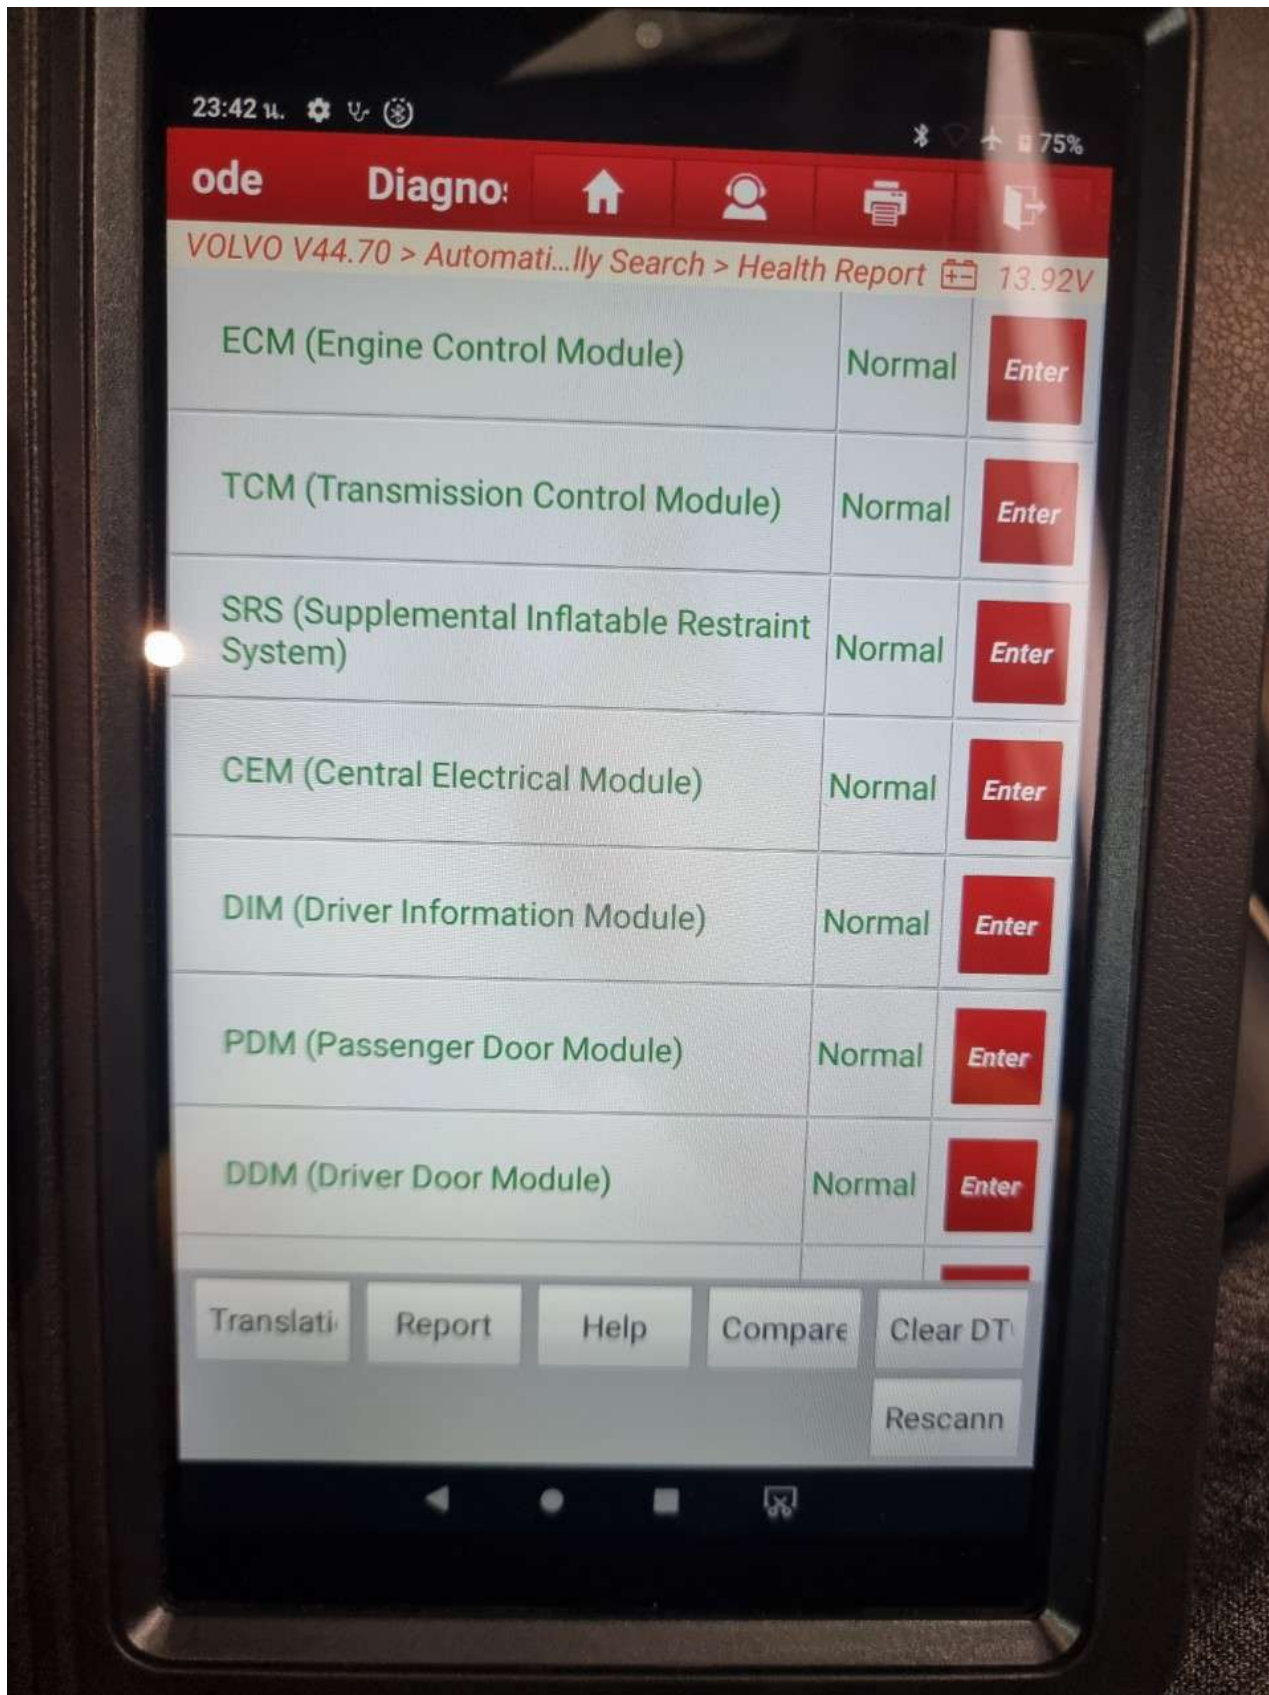 23:42 น.
75%
ode Diagnos
VOLVO V44.70 > Automati...lly Search > Health Report 13.92V
ECM (Engine Control Module) Normal Enter
TCM (Transmission Control Module) Normal Enter
SRS (Supplemental Inflatable Restraint
System) Normal Enter
CEM (Central Electrical Module) Normal Enter
DIM (Driver Information Module) Normal Enter
PDM (Passenger Door Module) Normal Enter
DDM (Driver Door Module) Normal Enter
Translati Report Help Compare Clear DT
Rescann